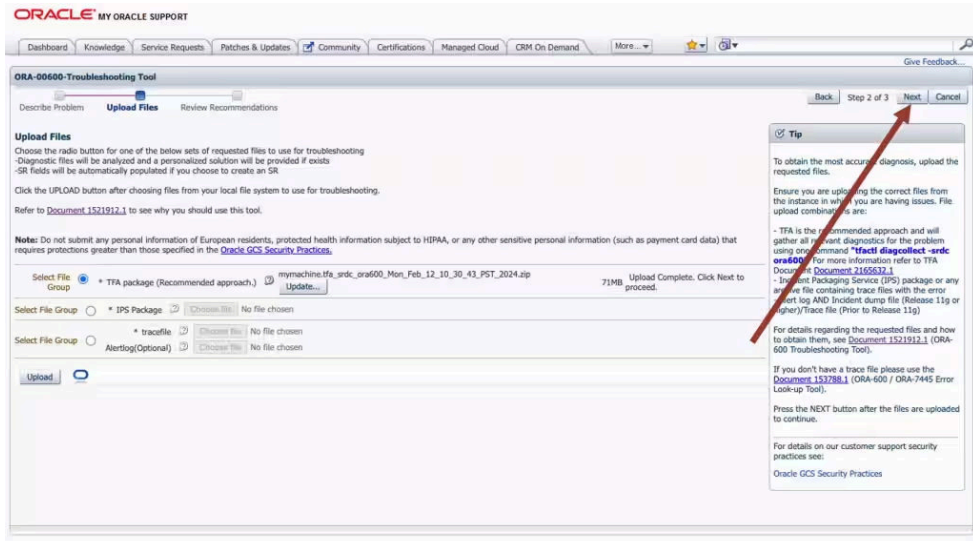 ORACLE MY ORACLE SUPPORT
Dashboard Knowledge Service Requests Patches & Updates Community Certifications Managed Cloud CRM On Demand More...
Give Feedback...
ORA-00600-Troubleshooting Tool
Describe Problem Upload Files Review Recommendations
Back Step 2 of 3 Next Cancel
Upload Files
Choose the radio button for one of the below sets of requested files to use for troubleshooting
-Diagnostic files will be analyzed and a personalized solution will be provided if exists
-SR fields will be automatically populated if you choose to create an SR
Click the UPLOAD button after choosing files from your local file system to use for troubleshooting.
Refer to Document 1521912.1 to see why you should use this tool.
Note: Do not submit any personal information of European residents, protected health information subject to HIPAA, or any other sensitive personal information (such as payment card data) that
requires protections greater than those specified in the Oracle GCS Security Practices.
Select File
Group
* TFA package (Recommended approach.)
mymachine.tfa_srdc_ora600_Mon_Feb_12_10_30_43_PST_2024.zip
Update...
71MB
Upload Complete. Click Next to
proceed.
Select File Group * IPS Package Choose file No file chosen
Select File Group
* tracefile Choose file No file chosen
Alertlog(Optional) Choose file No file chosen
Upload
Tip
To obtain the most accurate diagnosis, upload the
requested files.
Ensure you are uploading the correct files from
the instance in which you are having issues. File
upload combinations are:
- TFA is the recommended approach and will
gather all relevant diagnostics for the problem
using one command "tfactl diagcollect -srdc
ora600" For more information refer to TFA
Document Document 2165632.1
- Incident Packaging Service (IPS) package or any
archive file containing trace files with the error
- Alert log AND Incident dump file (Release 11g or
higher)/Trace file (Prior to Release 11g)
For details regarding the requested files and how
to obtain them, see Document 1521912.1 (ORA-
600 Troubleshooting Tool).
If you don't have a trace file please use the
Document 153788.1 (ORA-600 / ORA-7445 Error
Look-up Tool).
Press the NEXT button after the files are uploaded
to continue.
For details on our customer support security
practices see:
Oracle GCS Security Practices